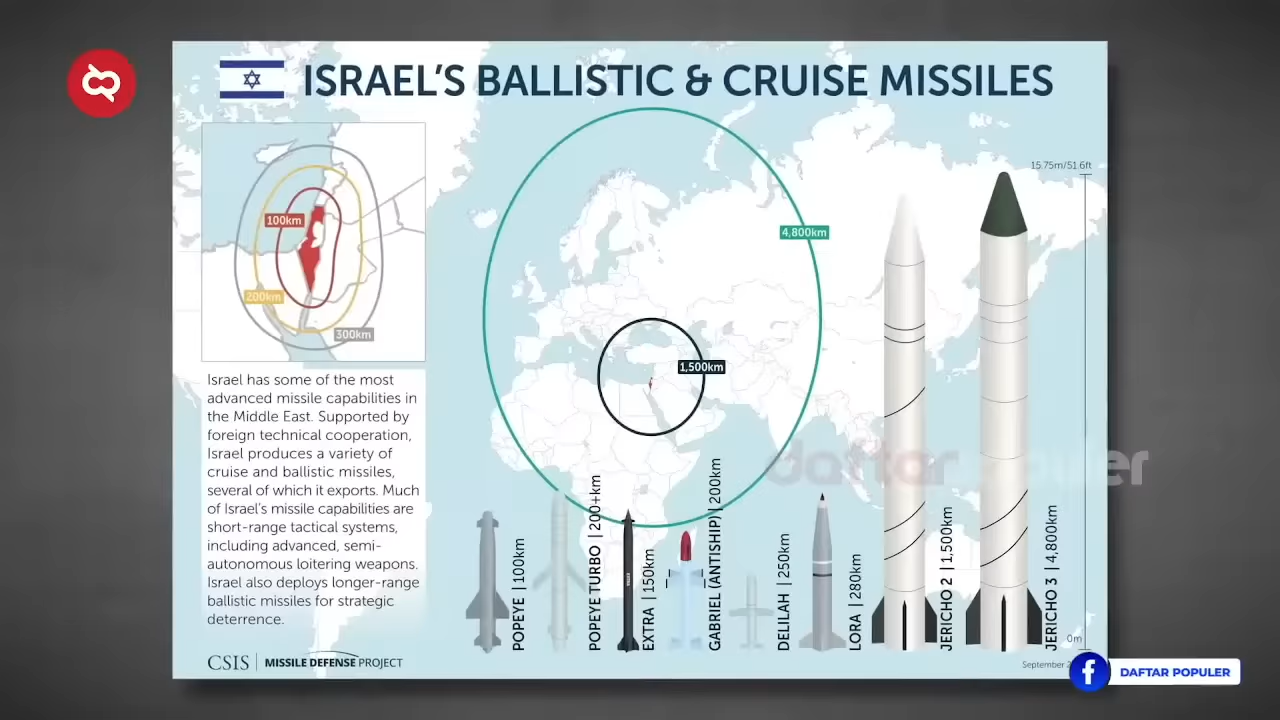 ISRAEL'S BALLISTIC & CRUISE MISSILES
15.75m/51.6ft
100km
200km
300km
4,800km
1,500km
Israel has some of the most
advanced missile capabilities in
the Middle East. Supported by
foreign technical cooperation,
Israel produces a variety of
cruise and ballistic missiles,
several of which it exports. Much
of Israel's missile capabilities are
short-range tactical systems,
including advanced, semi-
autonomous loitering weapons.
Israel also deploys longer-range
ballistic missiles for strategic
deterrence.
POPEYE | 100km
POPEYE TURBO | 200+km
EXTRA | 150km
GABRIEL (ANTISHIP) | 200km
DELILAH | 250km
LORA | 280km
JERICHO 2 | 1,500km
JERICHO 3 | 4,800km
0m
CSIS | MISSILE DEFENSE PROJECT
September
daftar
DAFTAR POPULER